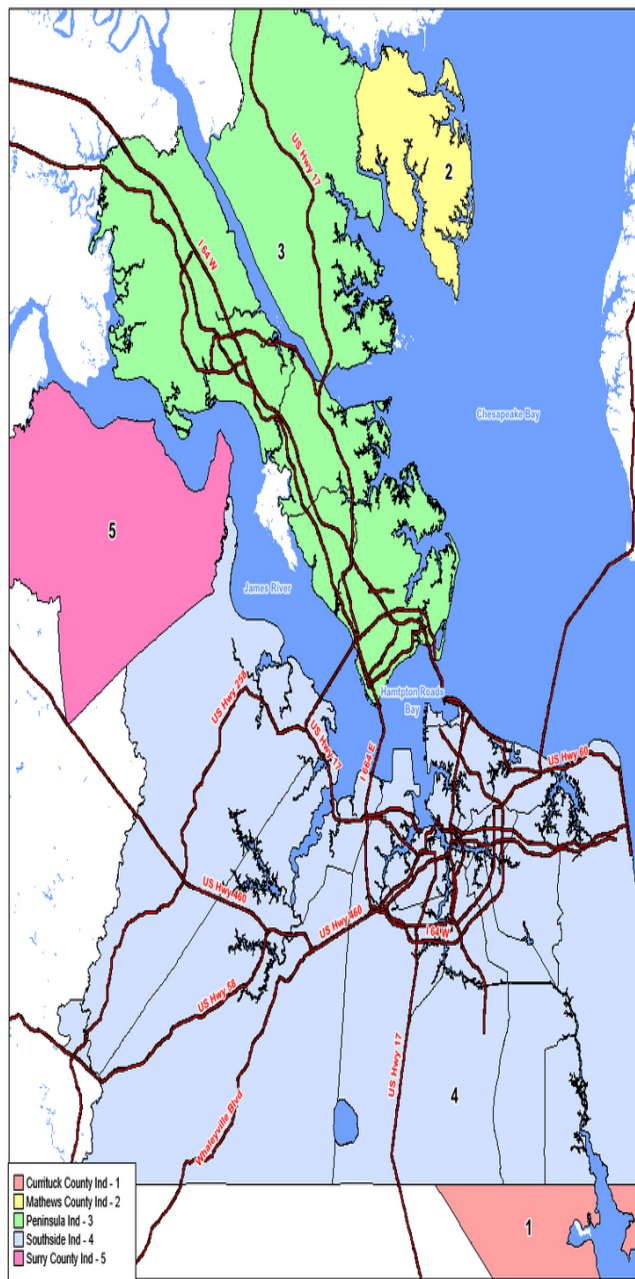 US Hwy 17
2
I 64 W
3
Chesapeake Bay
5
James River
Hamtpton Roads
Bay
US Hwy 258
US Hwy 17
I 664 E
US Hwy 60
US Hwy 460
US Hwy 460
I 64 W
US Hwy 58
US Hwy 17
Whaleyville Blvd
4
Currituck County Ind - 1
Mathews County Ind - 2
Peninsula Ind - 3
Southside Ind - 4
Surry County Ind - 5
1